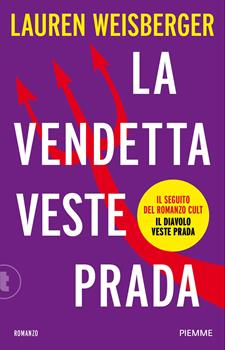 LAUREN WEISBERGER
LA
VENDETTA
VESTE
PRADA
IL SEGUITO
DEL ROMANZO CULT
IL DIAVOLO
VESTE PRADA
t
ROMANZO
PIEMME